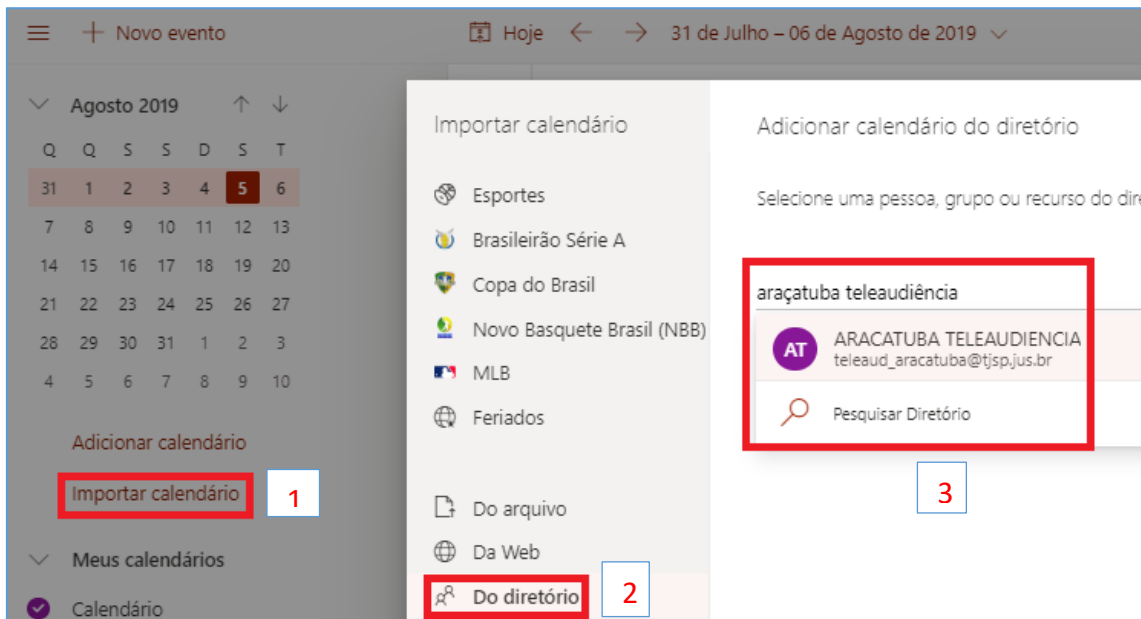 Novo evento
Hoje
31 de Julho – 06 de Agosto de 2019
Agosto 2019
Q Q S S D S T
31 1 2 3 4 5 6
7 8 9 10 11 12 13
14 15 16 17 18 19 20
21 22 23 24 25 26 27
28 29 30 31 1 2 3
4 5 6 7 8 9 10
Adicionar calendário
Importar calendário
1
Meus calendários
Calendário
Importar calendário
Esportes
Brasileirão Série A
Copa do Brasil
Novo Basquete Brasil (NBB)
MLB
Feriados
Do arquivo
Da Web
Do diretório
2
Adicionar calendário do diretório
Selecione uma pessoa, grupo ou recurso do dire
araçatuba teleaudiência
AT
ARACATUBA TELEAUDIENCIA
teleaud_aracatuba@tjsp.jus.br
Pesquisar Diretório
3